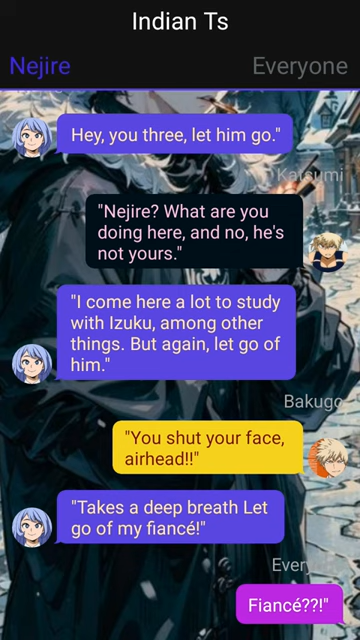 Indian Ts
Nejire Everyone
Hey, you three, let him go."
Katsumi
"Nejire? What are you
doing here, and no, he's
not yours."
"I come here a lot to study
with Izuku, among other
things. But again, let go of
him."
Bakugo
"You shut your face,
airhead!!"
"Takes a deep breath Let
go of my fiancé!"
Every
Fiancé??!"